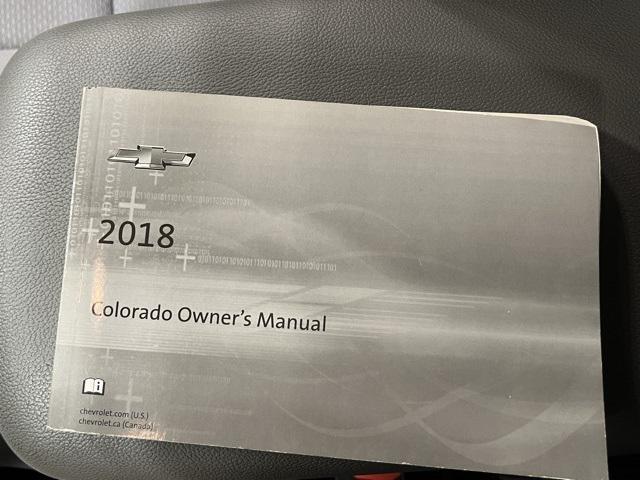 2018
Colorado Owner's Manual
chevrolet.com (U.S.)
chevrolet.ca (Canada)